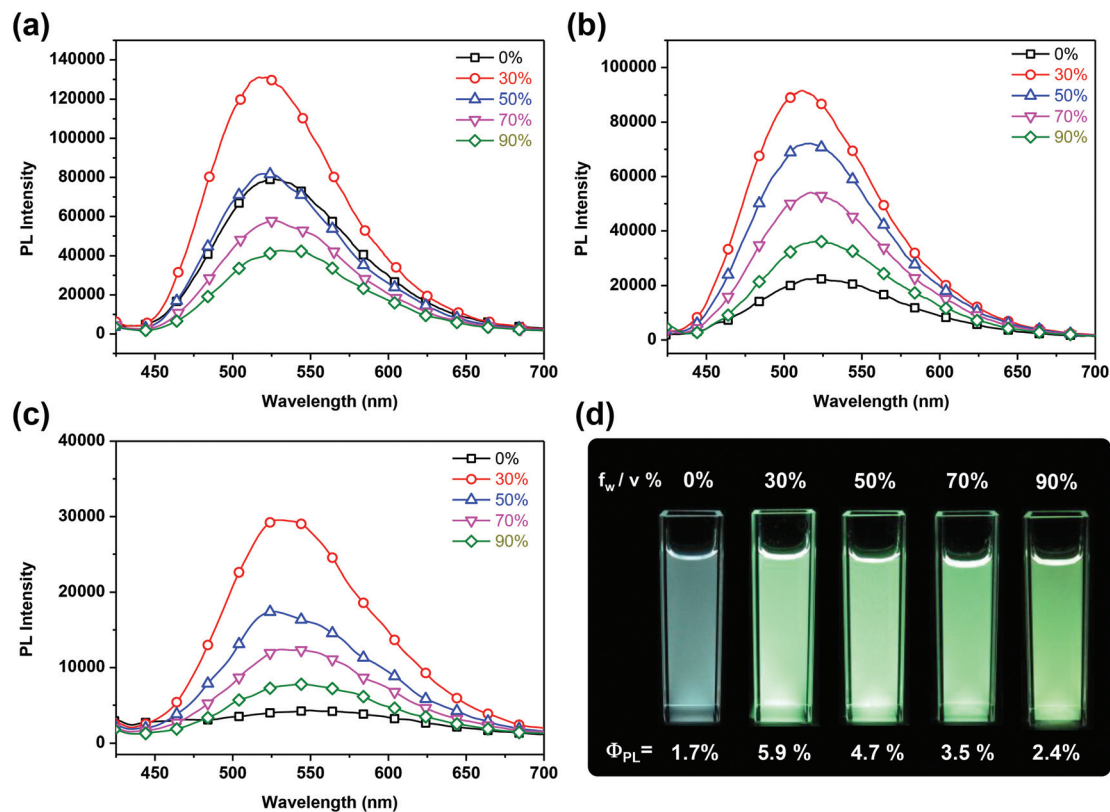 (a)
140000
120000
100000
80000
60000
40000
20000
0
PL Intensity
0%
30%
50%
70%
90%
450 500 550 600 650 700
Wavelength (nm)
(b)
100000
80000
60000
40000
20000
0
PL Intensity
0%
30%
50%
70%
90%
450 500 550 600 650 700
Wavelength (nm)
(c)
40000
30000
20000
10000
0
PL Intensity
0%
30%
50%
70%
90%
450 500 550 600 650 700
Wavelength (nm)
(d)
fw / v % 0% 30% 50% 70% 90%
ΦPL= 1.7% 5.9 % 4.7% 3.5 % 2.4%